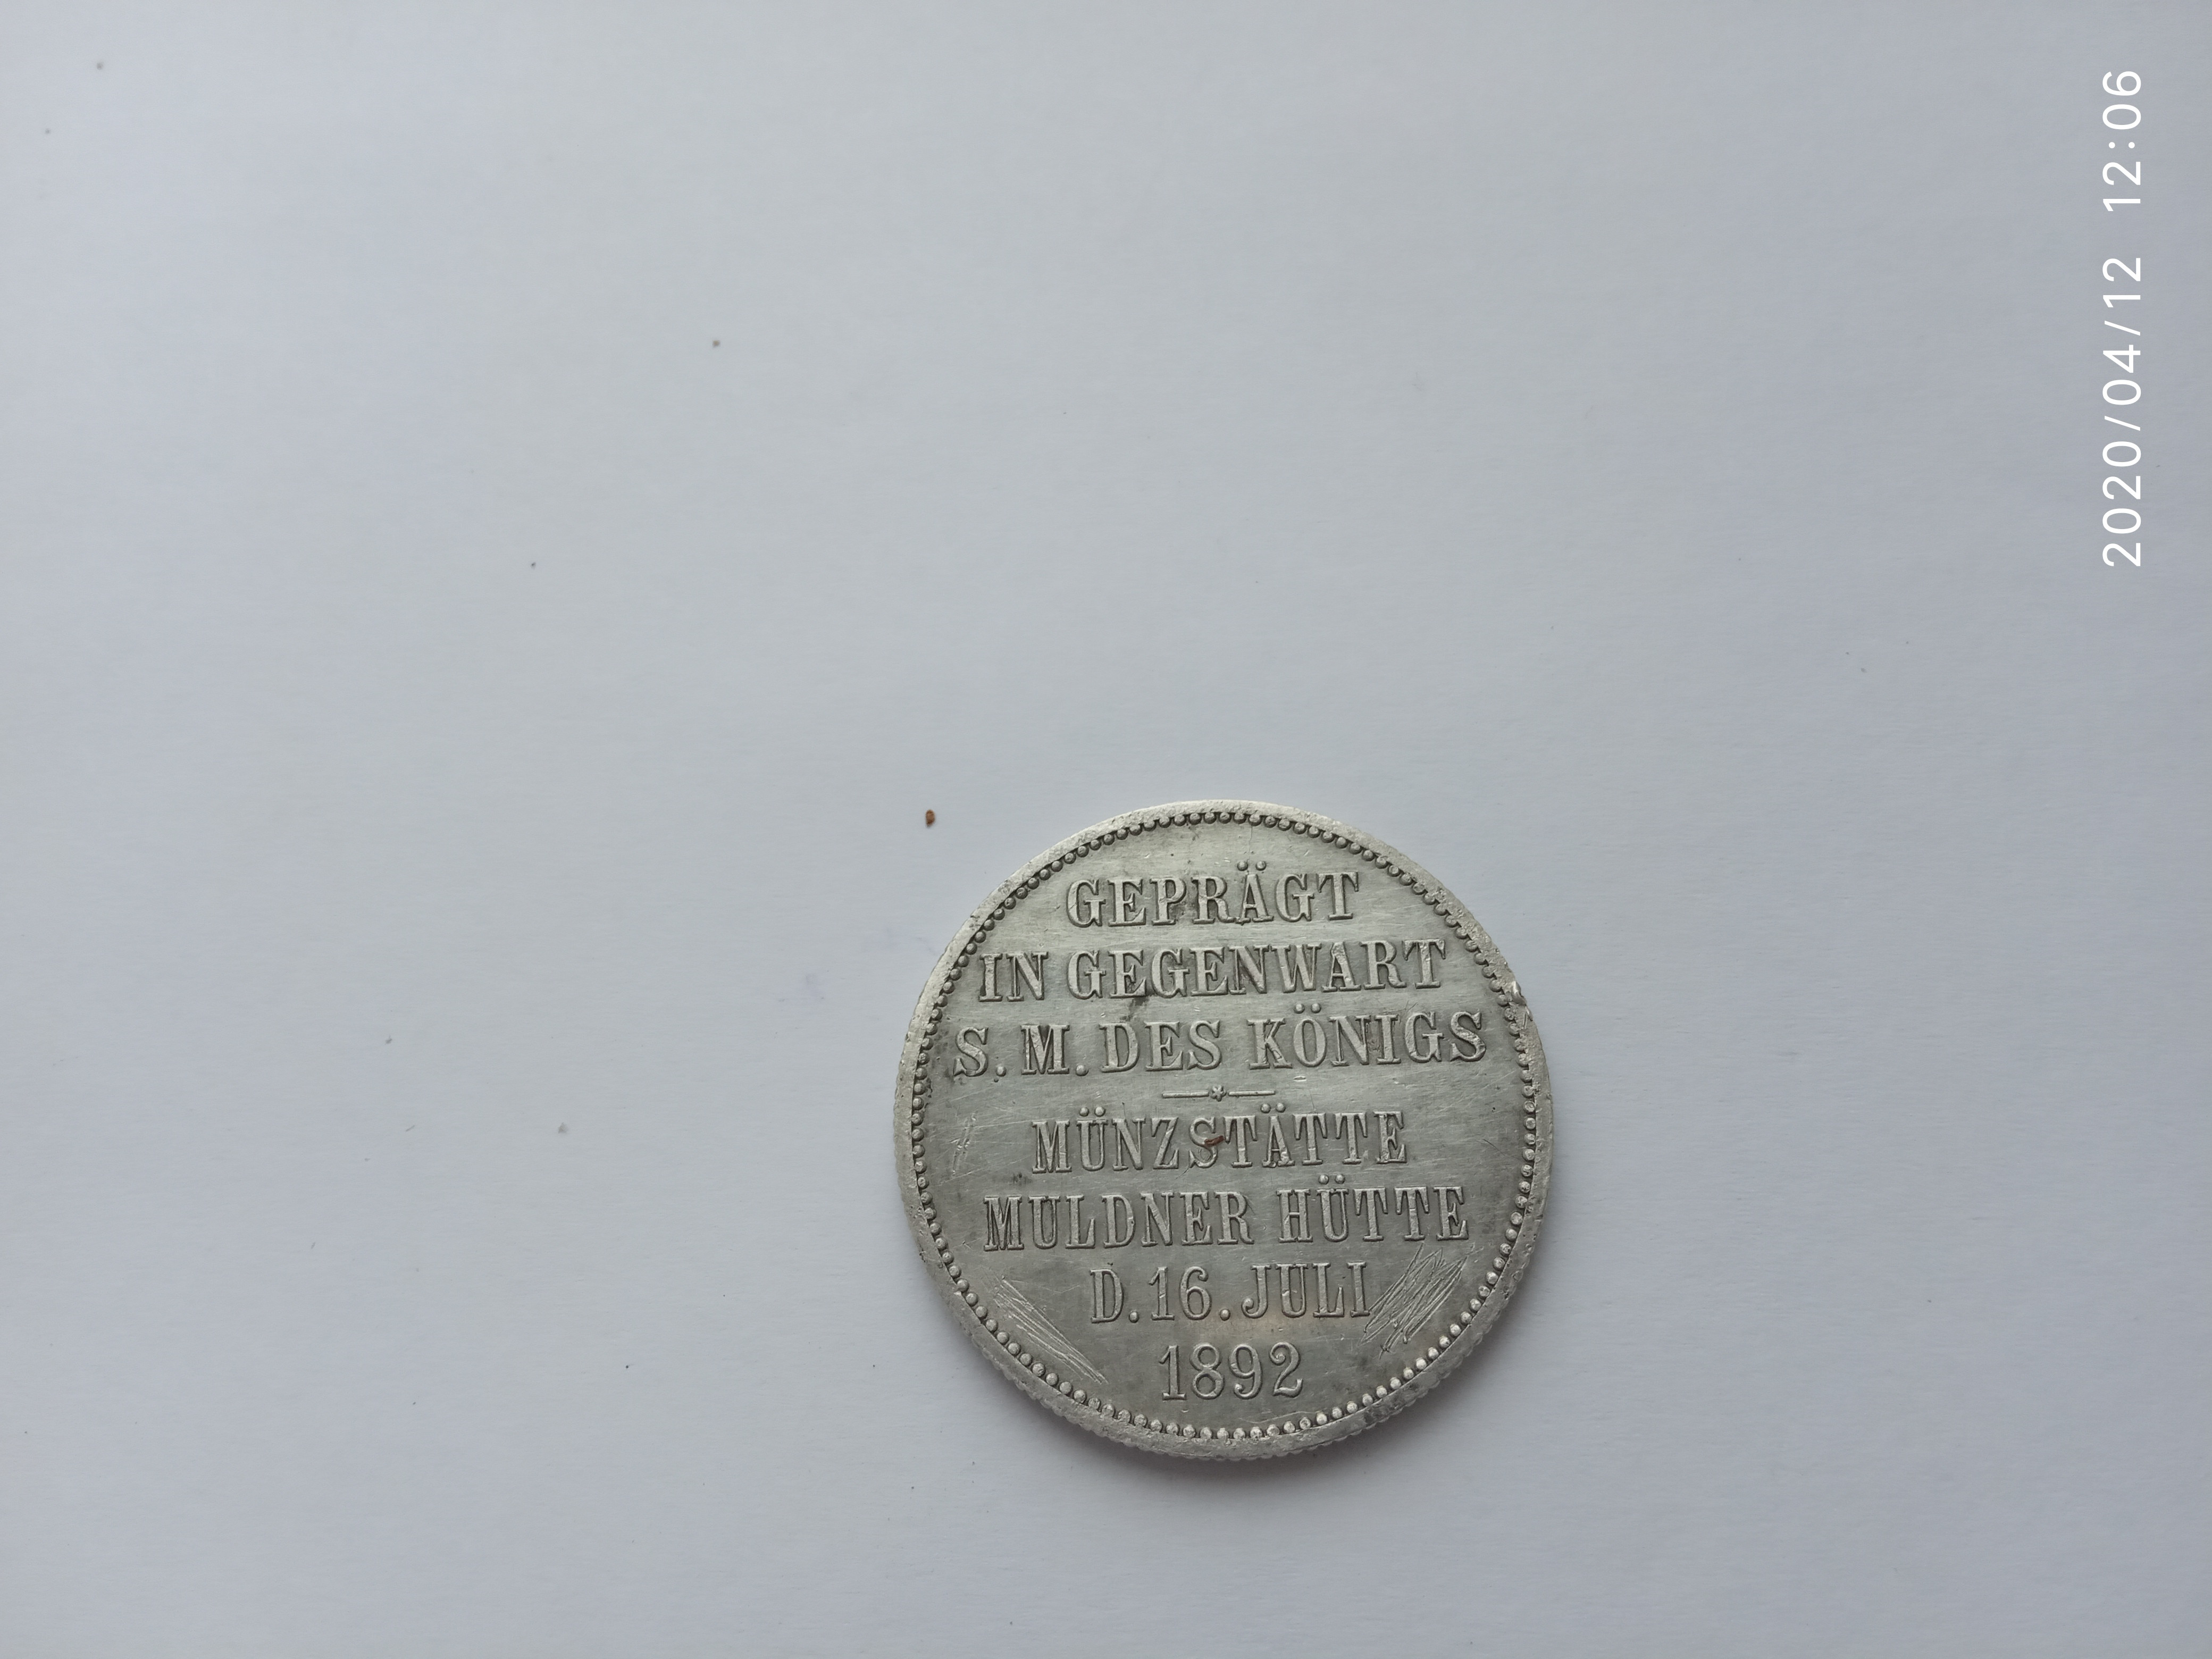 GEPRÄGT
IN GEGENWART
S. M. DES KÖNIGS
MÜNZSTÄTTE
MULDNER HÜTTE
D. 16. JULI
1892
2020/04/12 12:06